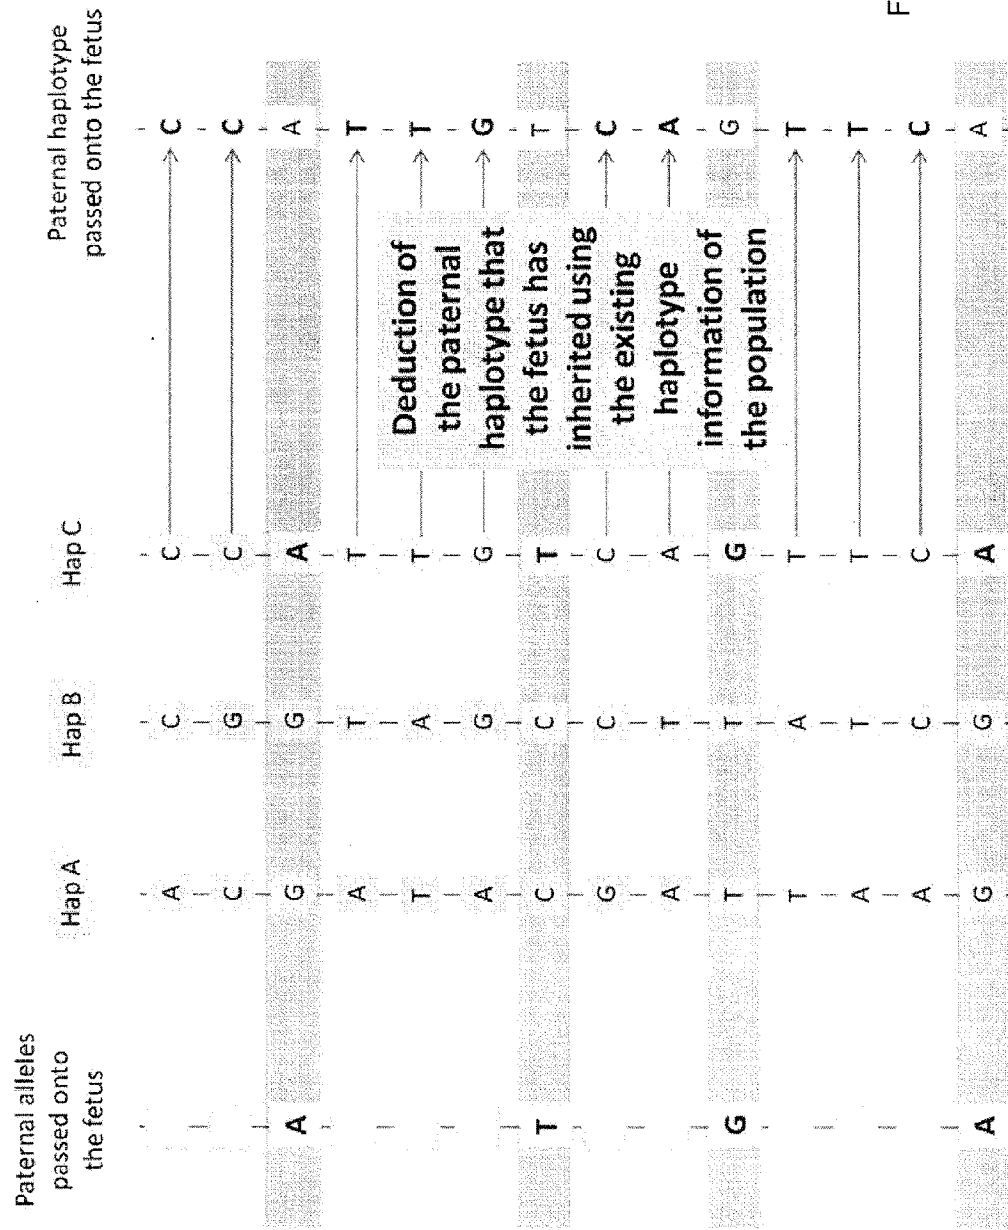 Paternal alleles
passed onto
the fetus
Hap A
Hap B
Hap C
Paternal haplotype
passed onto the fetus
A C C C
C G C C
A G G A A
A T T T
T A T T
A G G G
T C C T T
G C C C
A T A A
G T T G G
T A T T
A T T T
A C C C
A G G A A
Deduction of
the paternal
haplotype that
the fetus has
inherited using
the existing
haplotype
information of
the population
F